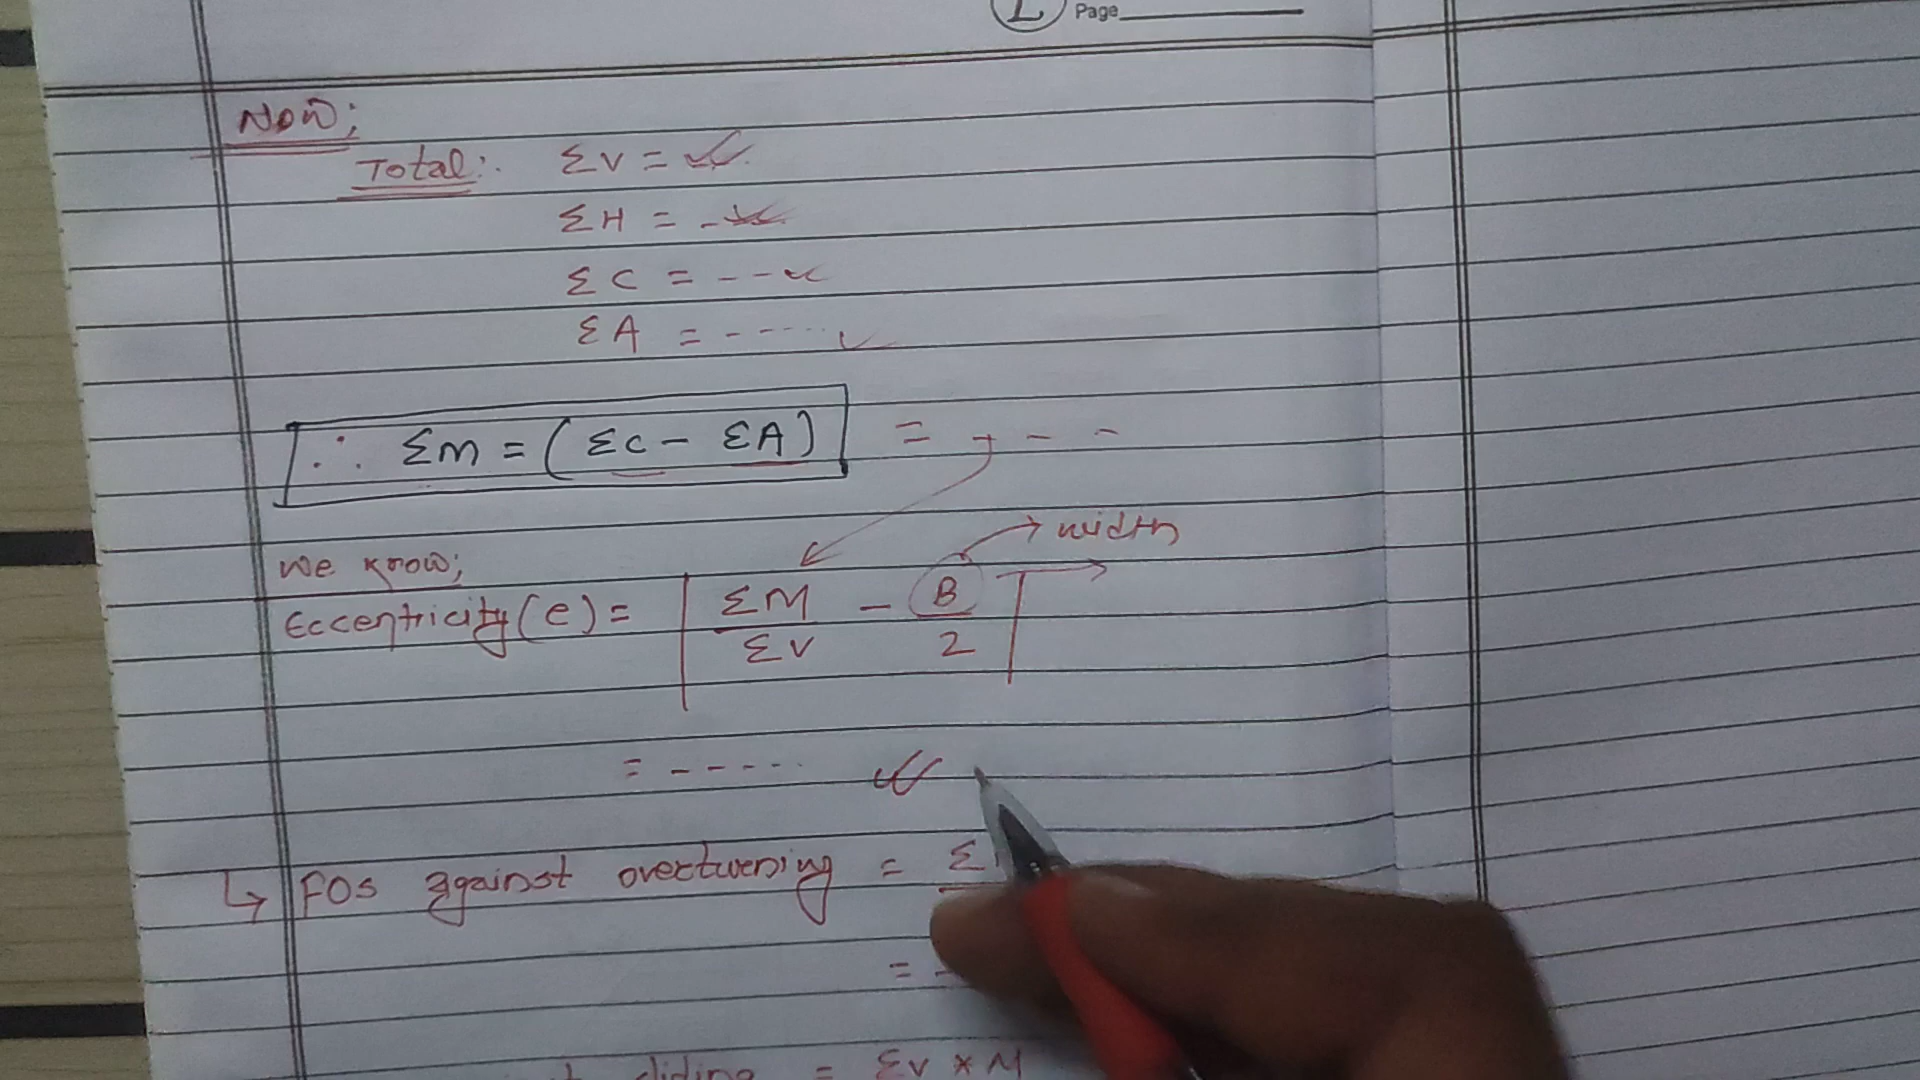 Page
Now;
Total:. ΣV =
ΣH = -
ΣC = --
ΣA = -----
∴ ΣM = (ΣC - ΣA) = ---
width
We know;
Eccentricity (e) = | ΣM/ΣV - B/2 |
= -----
↳ FOS against overturning = Σ
= -
sliding = ΣV * M